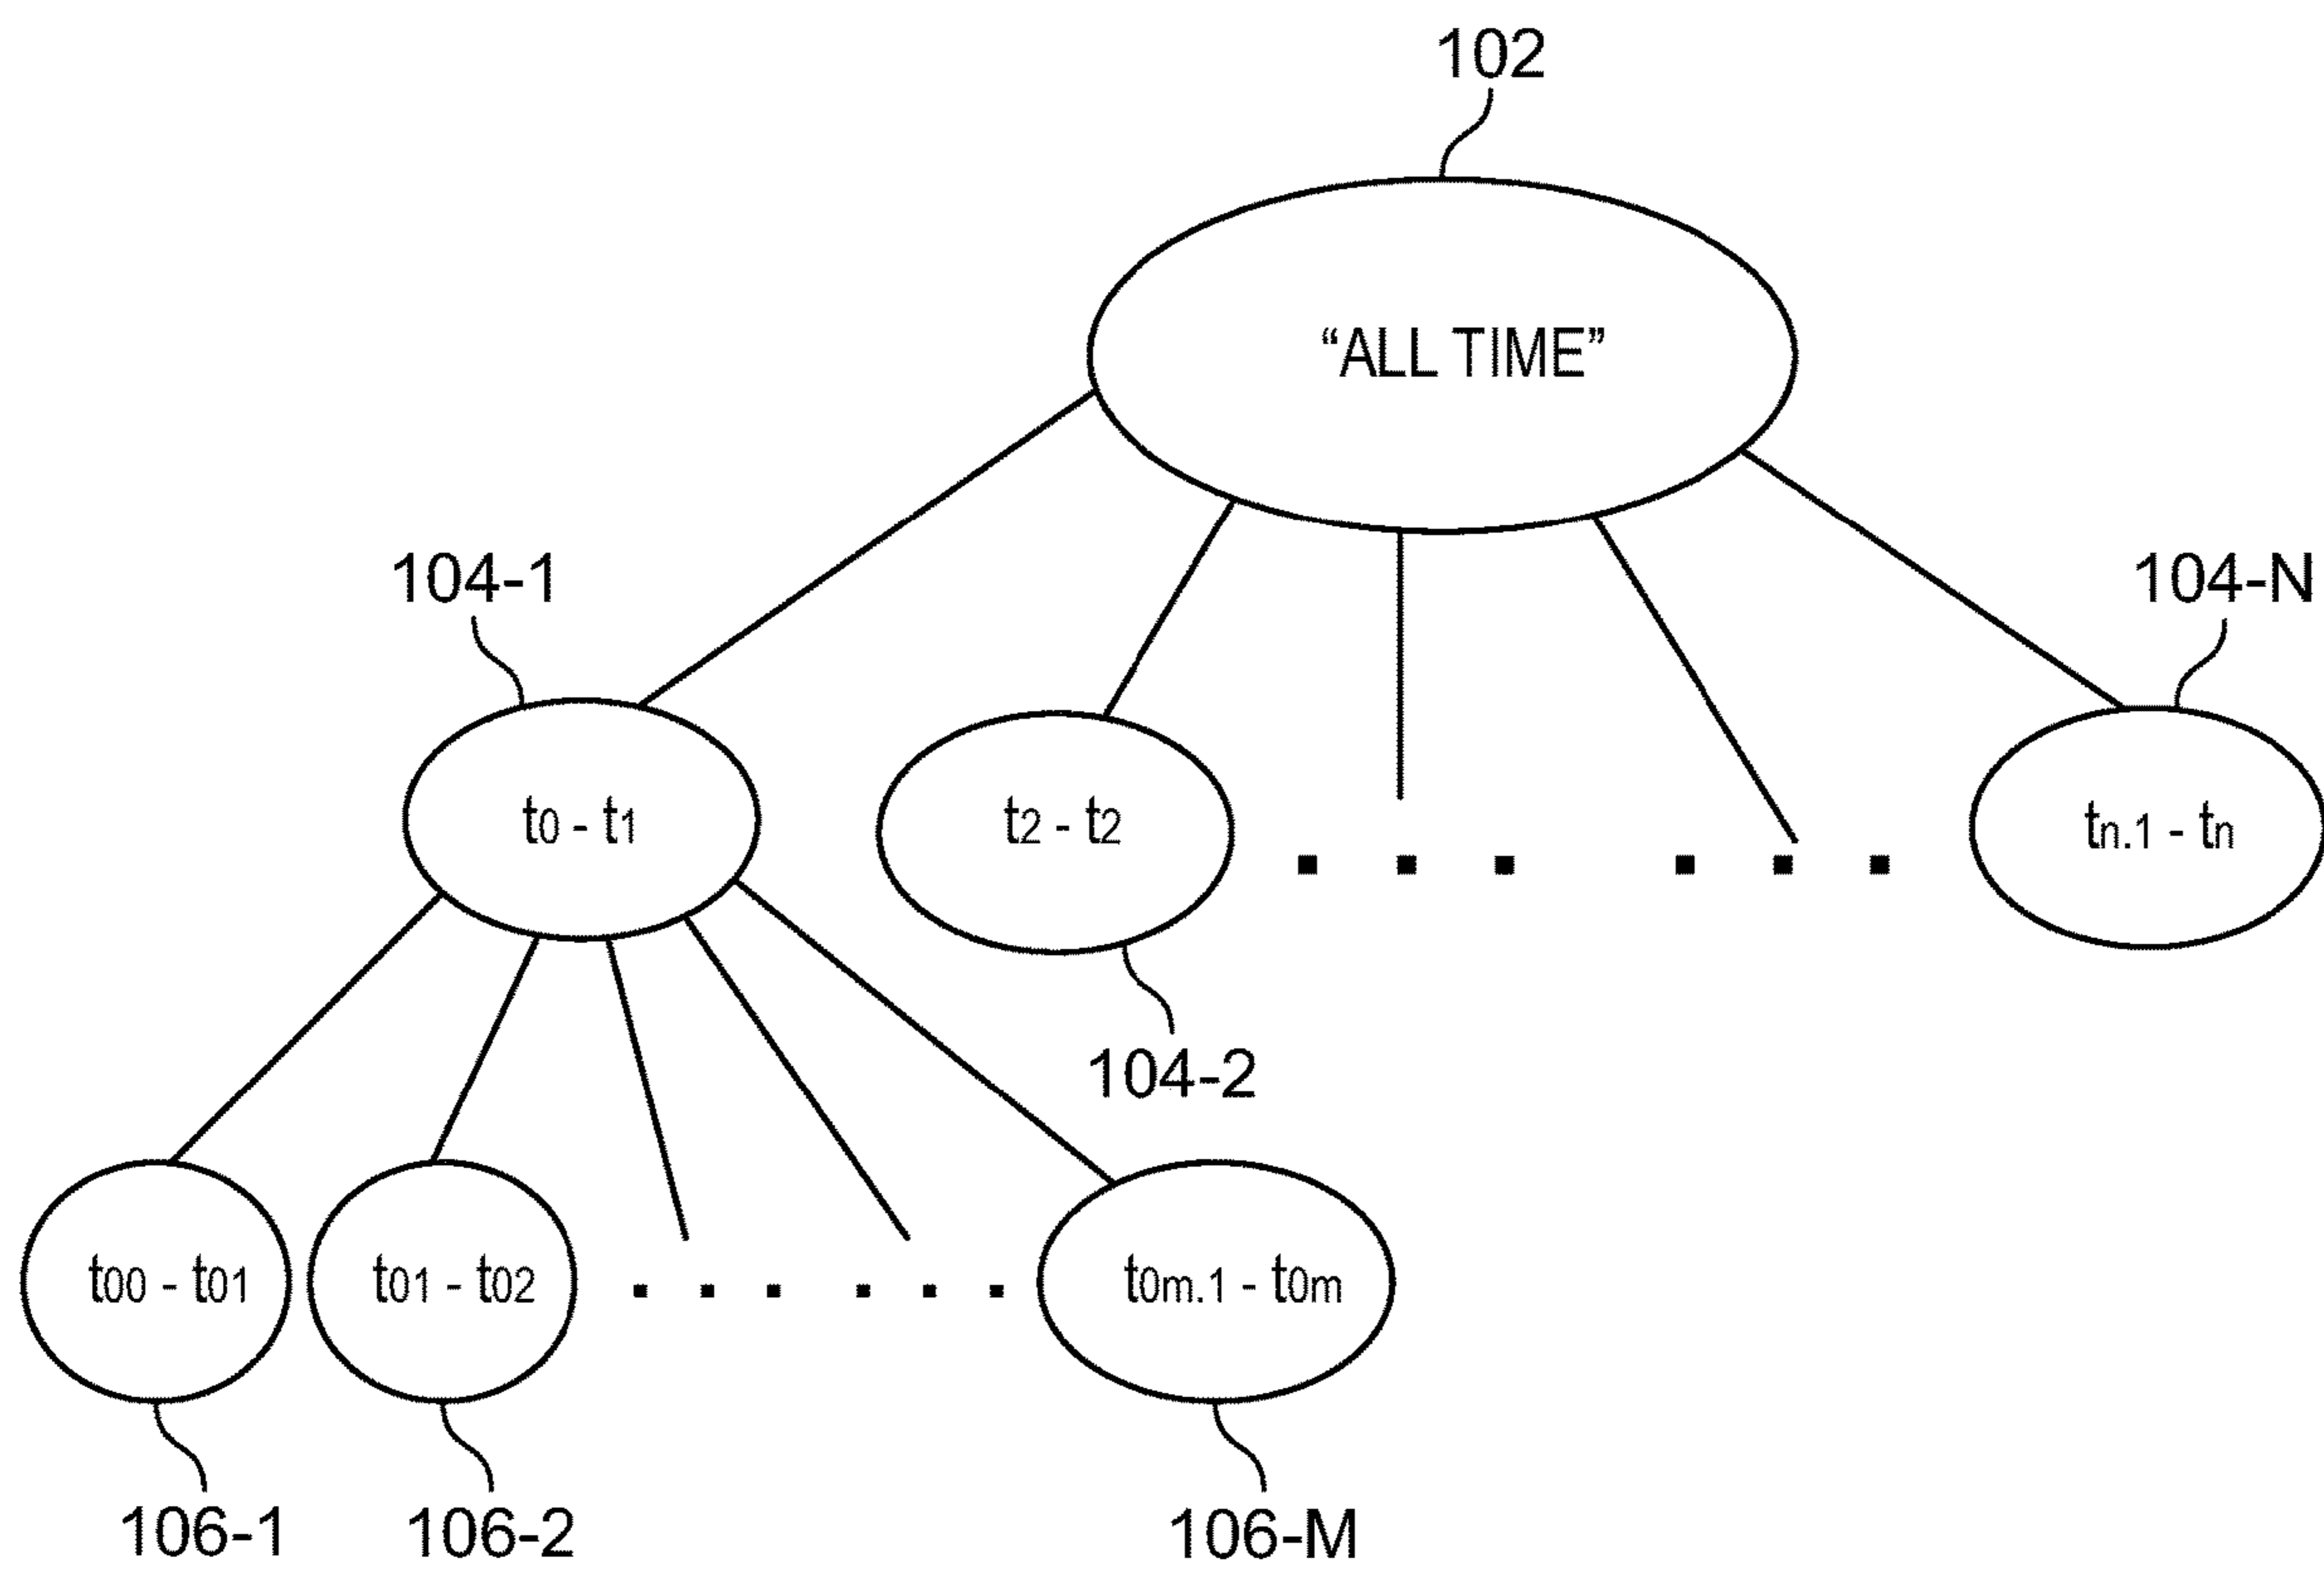 102
“ALL TIME”
104-1
104-N
t0 - t1
t2 - t2
tn.1 - tn
104-2
t00 - t01
t01 - t02
t0m.1 - t0m
106-1
106-2
106-M